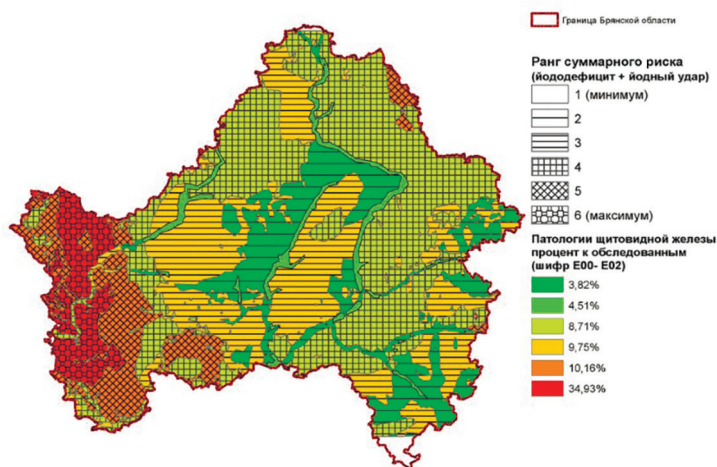 Граница Брянской области
Ранг суммарного риска
(йододефицит + йодный удар)
1 (минимум)
2
3
4
5
6 (максимум)
Патологии щитовидной железы
процент к обследованным
(шифр E00- E02)
3,82%
4,51%
8,71%
9,75%
10,16%
34,93%